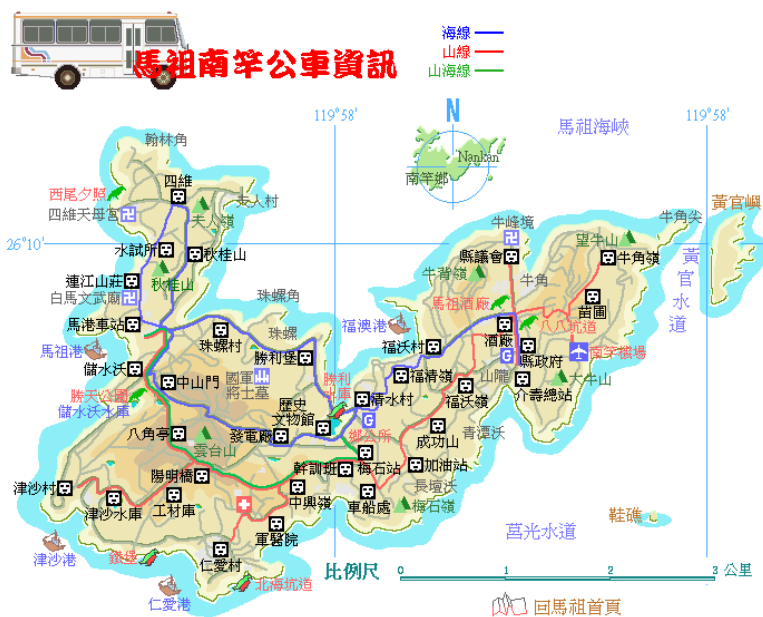 馬祖南竿公車資訊
海線
山線
山海線
119°58'
119°58'
N
Nankan
南竿鄉
馬祖海峽
翰林角
西尾夕照
四維
四維天母宮
夫人村
夫人嶺
牛峰境
黃官嶼
牛角尖
望牛山
26°10'
水試所
秋桂山
縣議會
牛角嶺
黃官水道
連江山莊
秋桂山
牛背嶺
牛角
白馬文武廟
珠螺角
馬祖酒廠
苗圃
馬港車站
珠螺村
珠螺
福澳港
酒廠
八八坑道
馬祖港
勝利堡
福沃村
縣政府
南竿機場
儲水沃
中山門
國軍
將士墓
勝利
水庫
福清嶺
山隴
介壽總站
大牛山
勝天公園
儲水沃水庫
歷史
文物館
清水村
福沃嶺
八角亭
發電廠
鄉公所
成功山
青潭沃
雲台山
陽明橋
幹訓班
梅石站
加油站
津沙村
津沙水庫
工材庫
中興嶺
車船處
長壇沃
梅石嶺
鞋礁
軍醫院
莒光水道
津沙港
鐵堡
仁愛村
北海坑道
仁愛港
比例尺
0
1
2
3
公里
回馬祖首頁